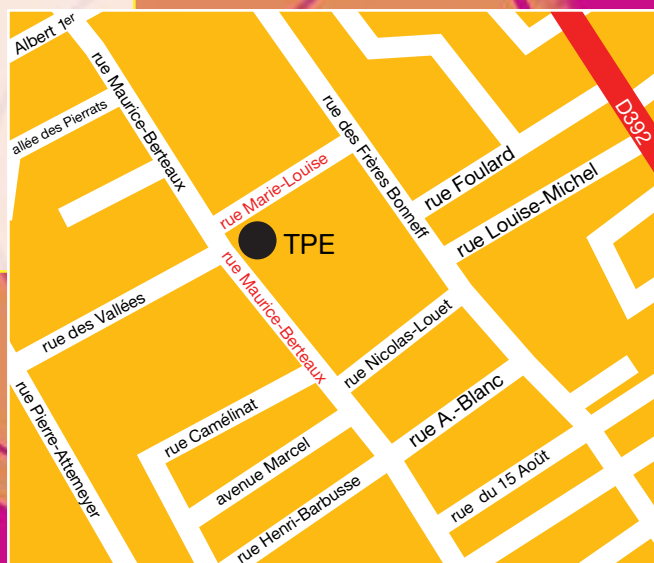 Albert 1er
rue Maurice-Berteaux
allée des Pierrats
rue des Frères Bonneff
D392
rue Marie-Louise
rue Foulard
rue Louise-Michel
TPE
rue Maurice-Berteaux
rue des Vallées
rue Nicolas-Louet
rue Pierre-Attemeyer
rue Camélinat
rue A.-Blanc
avenue Marcel
rue du 15 Août
rue Henri-Barbusse